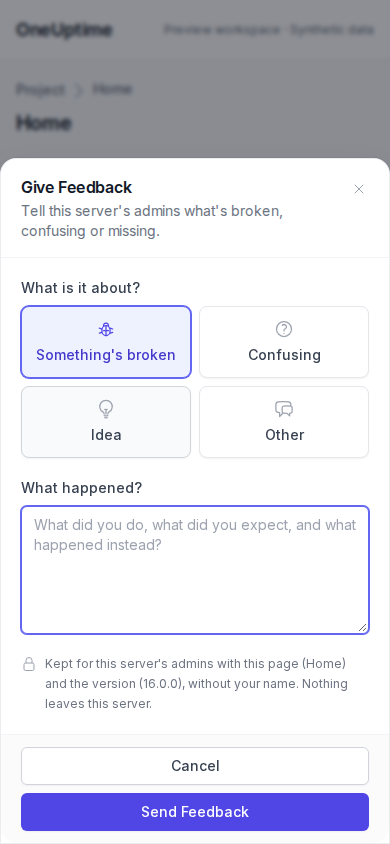 OneUptime
Preview workspace · Synthetic data
Project
Home
Home
Give Feedback
Tell this server's admins what's broken,
confusing or missing.
What is it about?
Something's broken
Confusing
Idea
Other
What happened?
What did you do, what did you expect, and what
happened instead?
Kept for this server's admins with this page (Home)
and the version (16.0.0), without your name. Nothing
leaves this server.
Cancel
Send Feedback